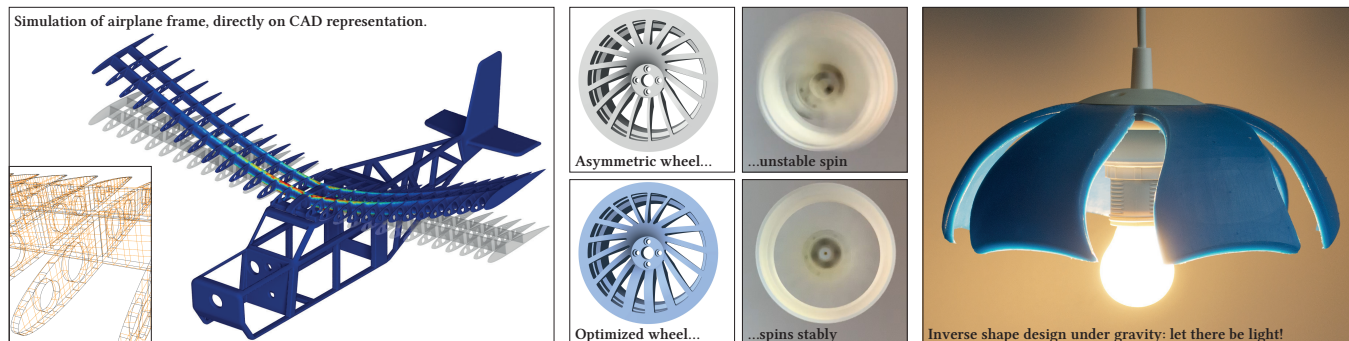 Simulation of airplane frame, directly on CAD representation.
Asymmetric wheel...
...unstable spin
Optimized wheel...
...spins stably
Inverse shape design under gravity: let there be light!